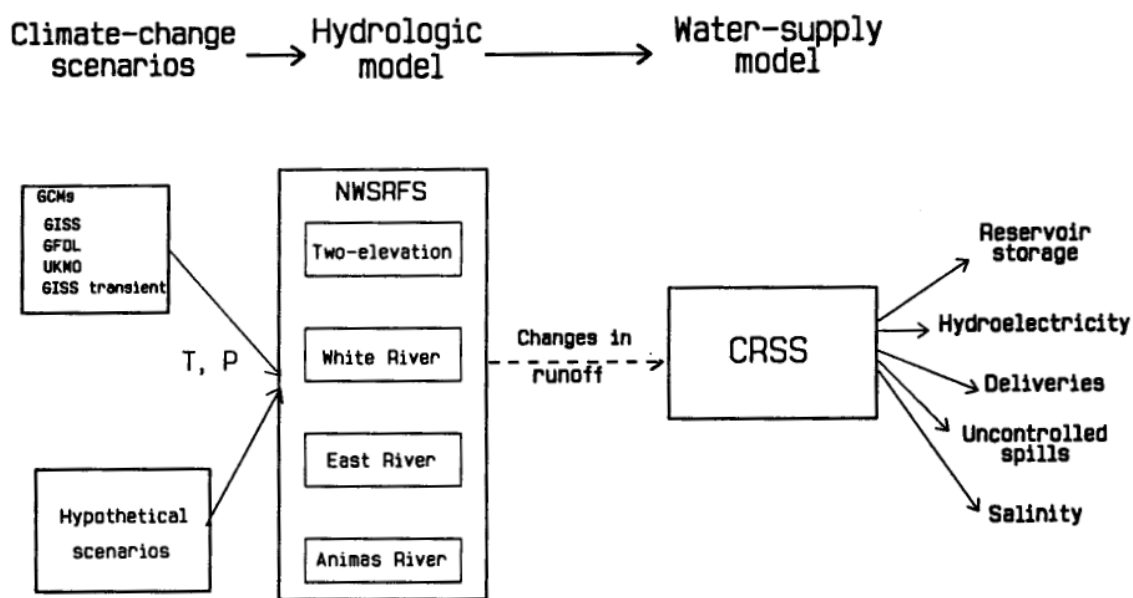 Climate-change
scenarios
Hydrologic
model
Water-supply
model
GCMs
GISS
GFDL
UKMO
GISS transient
T, P
Hypothetical
scenarios
NWSRFS
Two-elevation
White River
East River
Animas River
Changes in
runoff
CRSS
Reservoir
storage
Hydroelectricity
Deliveries
Uncontrolled
spills
Salinity